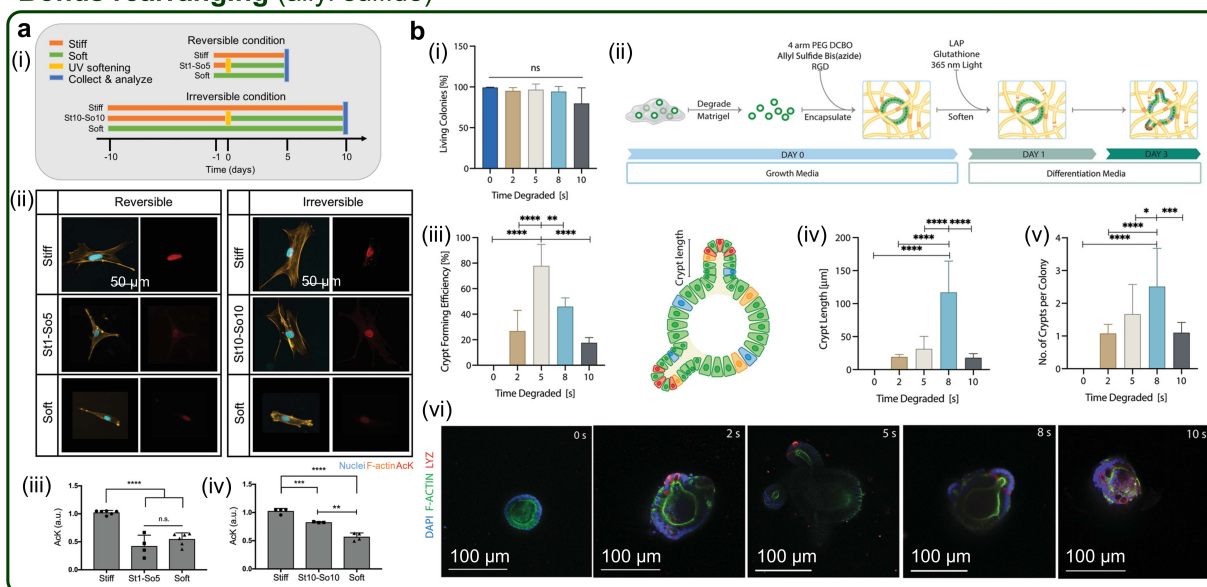 Bonds rearranging (allyl sulfide)
a
(i)
Stiff
Soft
UV softening
Collect & analyze
Reversible condition
Stiff
St1-So5
Soft
Irreversible condition
Stiff
St10-So10
Soft
-10 -1 0 5 10
Time (days)
(ii)
Reversible Irreversible
Stiff
50 μm
Stiff
50 μm
St1-So5
St10-So10
Soft
Soft
Nuclei F-actin AcK
(iii)
****
n.s.
AcK (a.u.)
1.5
1.0
0.5
0.0
Stiff St1-So5 Soft
(iv)
****
***
**
AcK (a.u.)
1.5
1.0
0.5
0.0
Stiff St10-So10 Soft
b
(i)
ns
Living Colonies [%]
150
100
50
0
0 2 5 8 10
Time Degraded [s]
(ii)
Degrade
Matrigel
4 arm PEG DCBO
Allyl Sulfide Bis(azide)
RGD
Encapsulate
LAP
Glutathione
365 nm Light
Soften
DAY 0 DAY 1 DAY 3
Growth Media Differentiation Media
(iii)
**** **
**** ****
Crypt Forming Efficiency [%]
100
80
60
40
20
0
0 2 5 8 10
Time Degraded [s]
Crypt length
(iv)
**** ****
****
****
Crypt Length [μm]
200
150
100
50
0
0 2 5 8 10
Time Degraded [s]
(v)
* ***
****
****
No. of Crypts per Colony
4
3
2
1
0
0 2 5 8 10
Time Degraded [s]
(vi)
DAPI F-ACTIN LYZ
0 s
100 μm
2 s
100 μm
5 s
100 μm
8 s
100 μm
10 s
100 μm